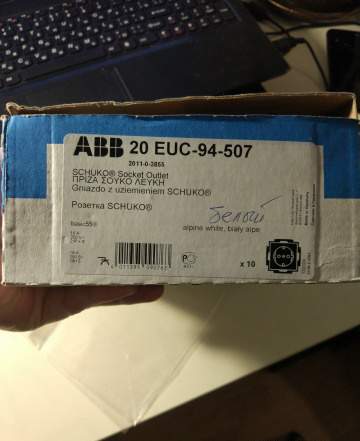 ABB 20 EUC-94-507
2011-0-3855
SCHUKO® Socket Outlet
ΠΡΙΖΑ ΣΟΥΚΟ ΛΕΥΚΗ
Gniazdo z uziemieniem SCHUKO®
Розетка SCHUKO®
белый
basic55®
alpine white, biały alpe
x 10